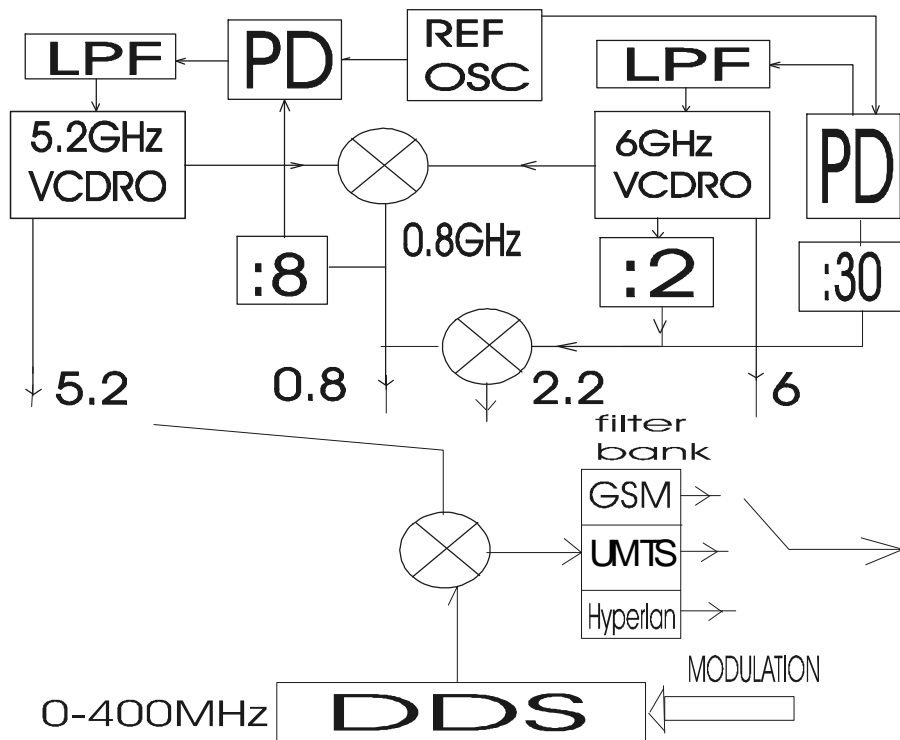 LPF
PD
REF
OSC
LPF
5.2GHz
VCDRO
6GHz
VCDRO
PD
0.8GHz
:8
:2
:30
5.2
0.8
2.2
6
filter
bank
GSM
UMTS
Hyperlan
MODULATION
0-400MHz
DDS